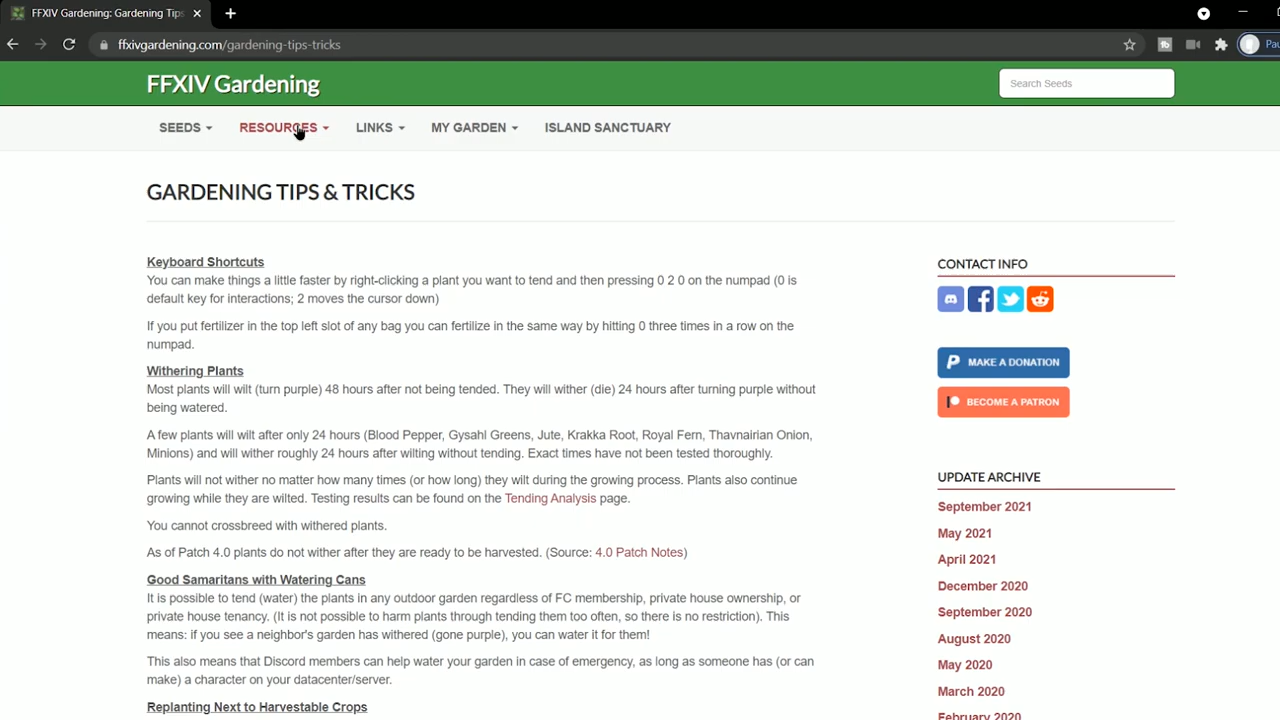 FFXIV Gardening: Gardening Tips
ffxivgardening.com/gardening-tips-tricks
Pau
FFXIV Gardening
Search Seeds
SEEDS
RESOURCES
LINKS
MY GARDEN
ISLAND SANCTUARY
GARDENING TIPS & TRICKS
Keyboard Shortcuts
You can make things a little faster by right-clicking a plant you want to tend and then pressing 0 2 0 on the numpad (0 is
default key for interactions; 2 moves the cursor down)
If you put fertilizer in the top left slot of any bag you can fertilize in the same way by hitting 0 three times in a row on the
numpad.
Withering Plants
Most plants will wilt (turn purple) 48 hours after not being tended. They will wither (die) 24 hours after turning purple without
being watered.
A few plants will wilt after only 24 hours (Blood Pepper, Gysahl Greens, Jute, Krakka Root, Royal Fern, Thavnairian Onion,
Minions) and will wither roughly 24 hours after wilting without tending. Exact times have not been tested thoroughly.
Plants will not wither no matter how many times (or how long) they wilt during the growing process. Plants also continue
growing while they are wilted. Testing results can be found on the Tending Analysis page.
You cannot crossbreed with withered plants.
As of Patch 4.0 plants do not wither after they are ready to be harvested. (Source: 4.0 Patch Notes)
Good Samaritans with Watering Cans
It is possible to tend (water) the plants in any outdoor garden regardless of FC membership, private house ownership, or
private house tenancy. (It is not possible to harm plants through tending them too often, so there is no restriction). This
means: if you see a neighbor's garden has withered (gone purple), you can water it for them!
This also means that Discord members can help water your garden in case of emergency, as long as someone has (or can
make) a character on your datacenter/server.
Replanting Next to Harvestable Crops
CONTACT INFO
MAKE A DONATION
BECOME A PATRON
UPDATE ARCHIVE
September 2021
May 2021
April 2021
December 2020
September 2020
August 2020
May 2020
March 2020
February 2020